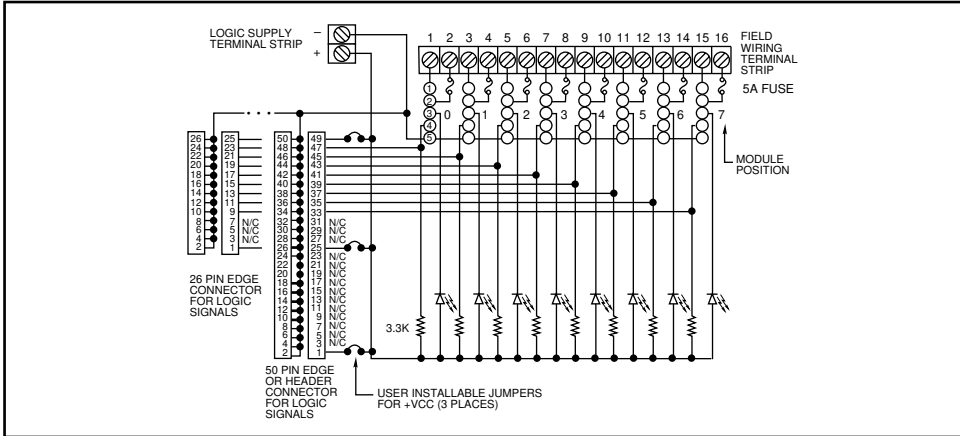 LOGIC SUPPLY
TERMINAL STRIP
–
+
1 2 3 4 5 6 7 8 9 10 11 12 13 14 15 16
FIELD
WIRING
TERMINAL
STRIP
5A FUSE
1
2
3
4
5
0 1 2 3 4 5 6 7
MODULE
POSITION
26
24
22
20
18
16
14
12
10
8
6
4
2
25
23
21
19
17
15
13
11
9
7 N/C
5 N/C
3 N/C
1
26 PIN EDGE
CONNECTOR
FOR LOGIC
SIGNALS
50
48
46
44
42
40
38
36
34
32
30
28
26
24
22
20
18
16
14
12
10
8
6
4
2
49
47
45
43
41
39
37
35
33
31 N/C
29 N/C
27 N/C
25
23 N/C
21 N/C
19 N/C
17 N/C
15 N/C
13 N/C
11 N/C
9 N/C
7 N/C
5 N/C
3 N/C
1
3.3K
50 PIN EDGE
OR HEADER
CONNECTOR
FOR LOGIC
SIGNALS
USER INSTALLABLE JUMPERS
FOR +VCC (3 PLACES)